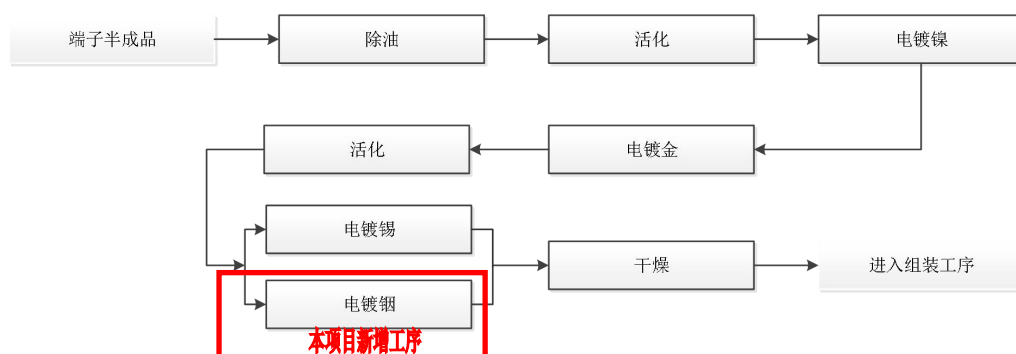 端子半成品
除油
活化
电镀镍
电镀金
活化
电镀锡
电镀铟
本项目新增工序
干燥
进入组装工序